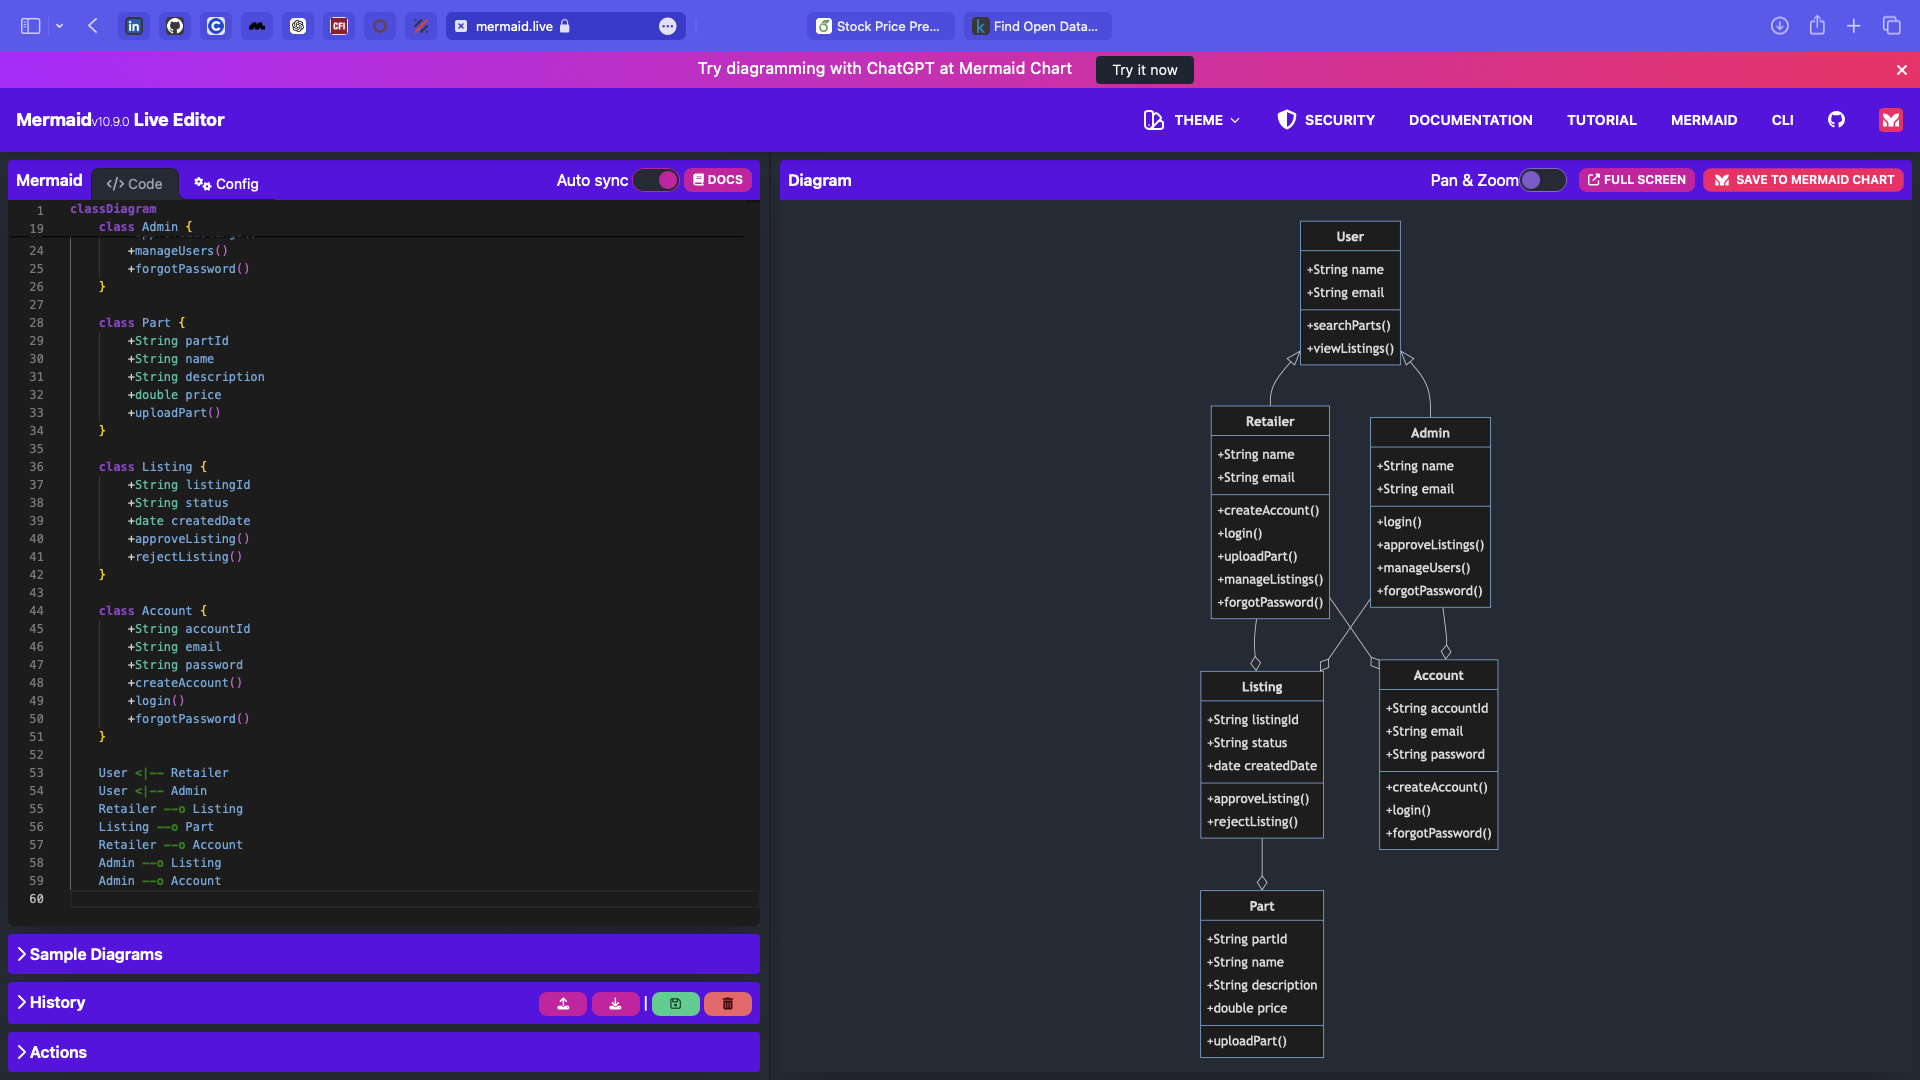 in
CFI
mermaid.live
Stock Price Pre...
k
Find Open Data...
Try diagramming with ChatGPT at Mermaid Chart
Try it now
Mermaid v10.9.0 Live Editor
THEME
SECURITY
DOCUMENTATION
TUTORIAL
MERMAID
CLI
Mermaid
</> Code
Config
Auto sync
DOCS
1 classDiagram
19 class Admin {
24 +manageUsers()
25 +forgotPassword()
26 }
27
28 class Part {
29 +String partId
30 +String name
31 +String description
32 +double price
33 +uploadPart()
34 }
35
36 class Listing {
37 +String listingId
38 +String status
39 +date createdDate
40 +approveListing()
41 +rejectListing()
42 }
43
44 class Account {
45 +String accountId
46 +String email
47 +String password
48 +createAccount()
49 +login()
50 +forgotPassword()
51 }
52
53 User <|-- Retailer
54 User <|-- Admin
55 Retailer --o Listing
56 Listing --o Part
57 Retailer --o Account
58 Admin --o Listing
59 Admin --o Account
60
Sample Diagrams
History
Actions
Diagram
Pan & Zoom
FULL SCREEN
SAVE TO MERMAID CHART
User
+String name
+String email
+searchParts()
+viewListings()
Retailer
+String name
+String email
+createAccount()
+login()
+uploadPart()
+manageListings()
+forgotPassword()
Admin
+String name
+String email
+login()
+approveListings()
+manageUsers()
+forgotPassword()
Listing
+String listingId
+String status
+date createdDate
+approveListing()
+rejectListing()
Account
+String accountId
+String email
+String password
+createAccount()
+login()
+forgotPassword()
Part
+String partId
+String name
+String description
+double price
+uploadPart()